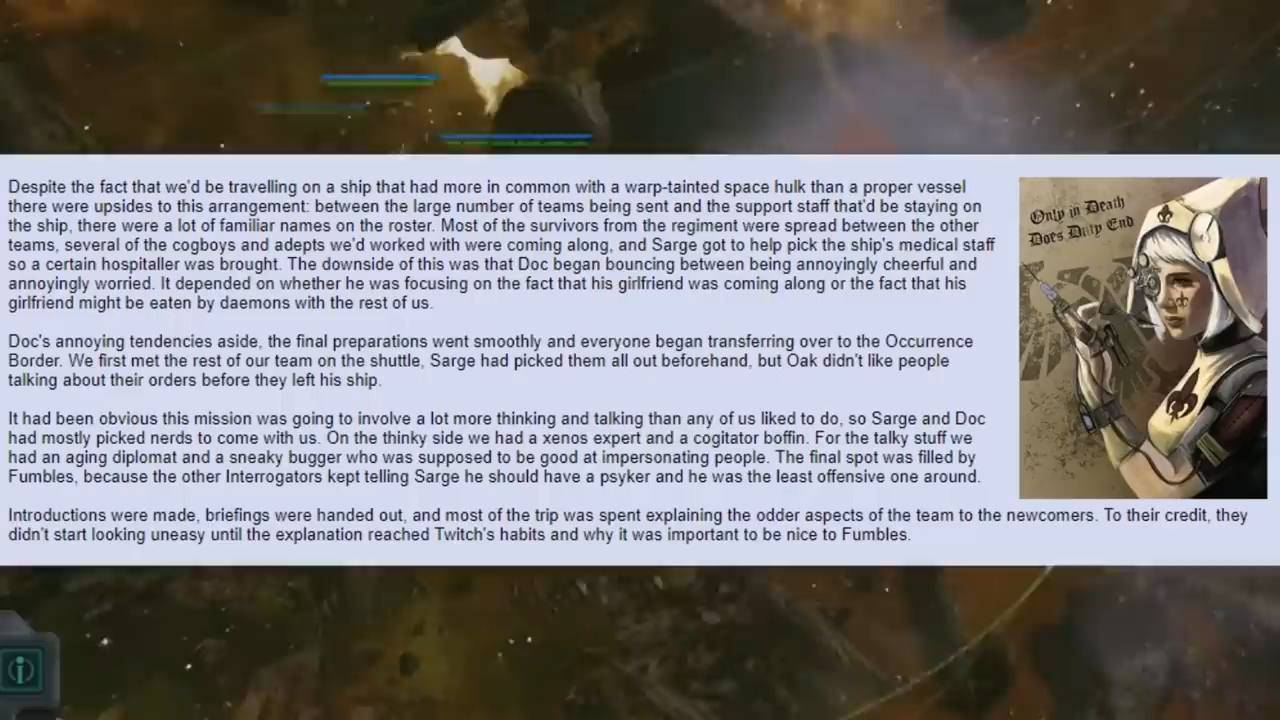 Despite the fact that we'd be travelling on a ship that had more in common with a warp-tainted space hulk than a proper vessel
there were upsides to this arrangement: between the large number of teams being sent and the support staff that'd be staying on
the ship, there were a lot of familiar names on the roster. Most of the survivors from the regiment were spread between the other
teams, several of the cogboys and adepts we'd worked with were coming along, and Sarge got to help pick the ship's medical staff
so a certain hospitaller was brought. The downside of this was that Doc began bouncing between being annoyingly cheerful and
annoyingly worried. It depended on whether he was focusing on the fact that his girlfriend was coming along or the fact that his
girlfriend might be eaten by daemons with the rest of us.
Doc's annoying tendencies aside, the final preparations went smoothly and everyone began transferring over to the Occurrence
Border. We first met the rest of our team on the shuttle, Sarge had picked them all out beforehand, but Oak didn't like people
talking about their orders before they left his ship.
It had been obvious this mission was going to involve a lot more thinking and talking than any of us liked to do, so Sarge and Doc
had mostly picked nerds to come with us. On the thinky side we had a xenos expert and a cogitator boffin. For the talky stuff we
had an aging diplomat and a sneaky bugger who was supposed to be good at impersonating people. The final spot was filled by
Fumbles, because the other Interrogators kept telling Sarge he should have a psyker and he was the least offensive one around.
Introductions were made, briefings were handed out, and most of the trip was spent explaining the odder aspects of the team to the newcomers. To their credit, they
didn't start looking uneasy until the explanation reached Twitch's habits and why it was important to be nice to Fumbles.
Only in Death
Does Duty End